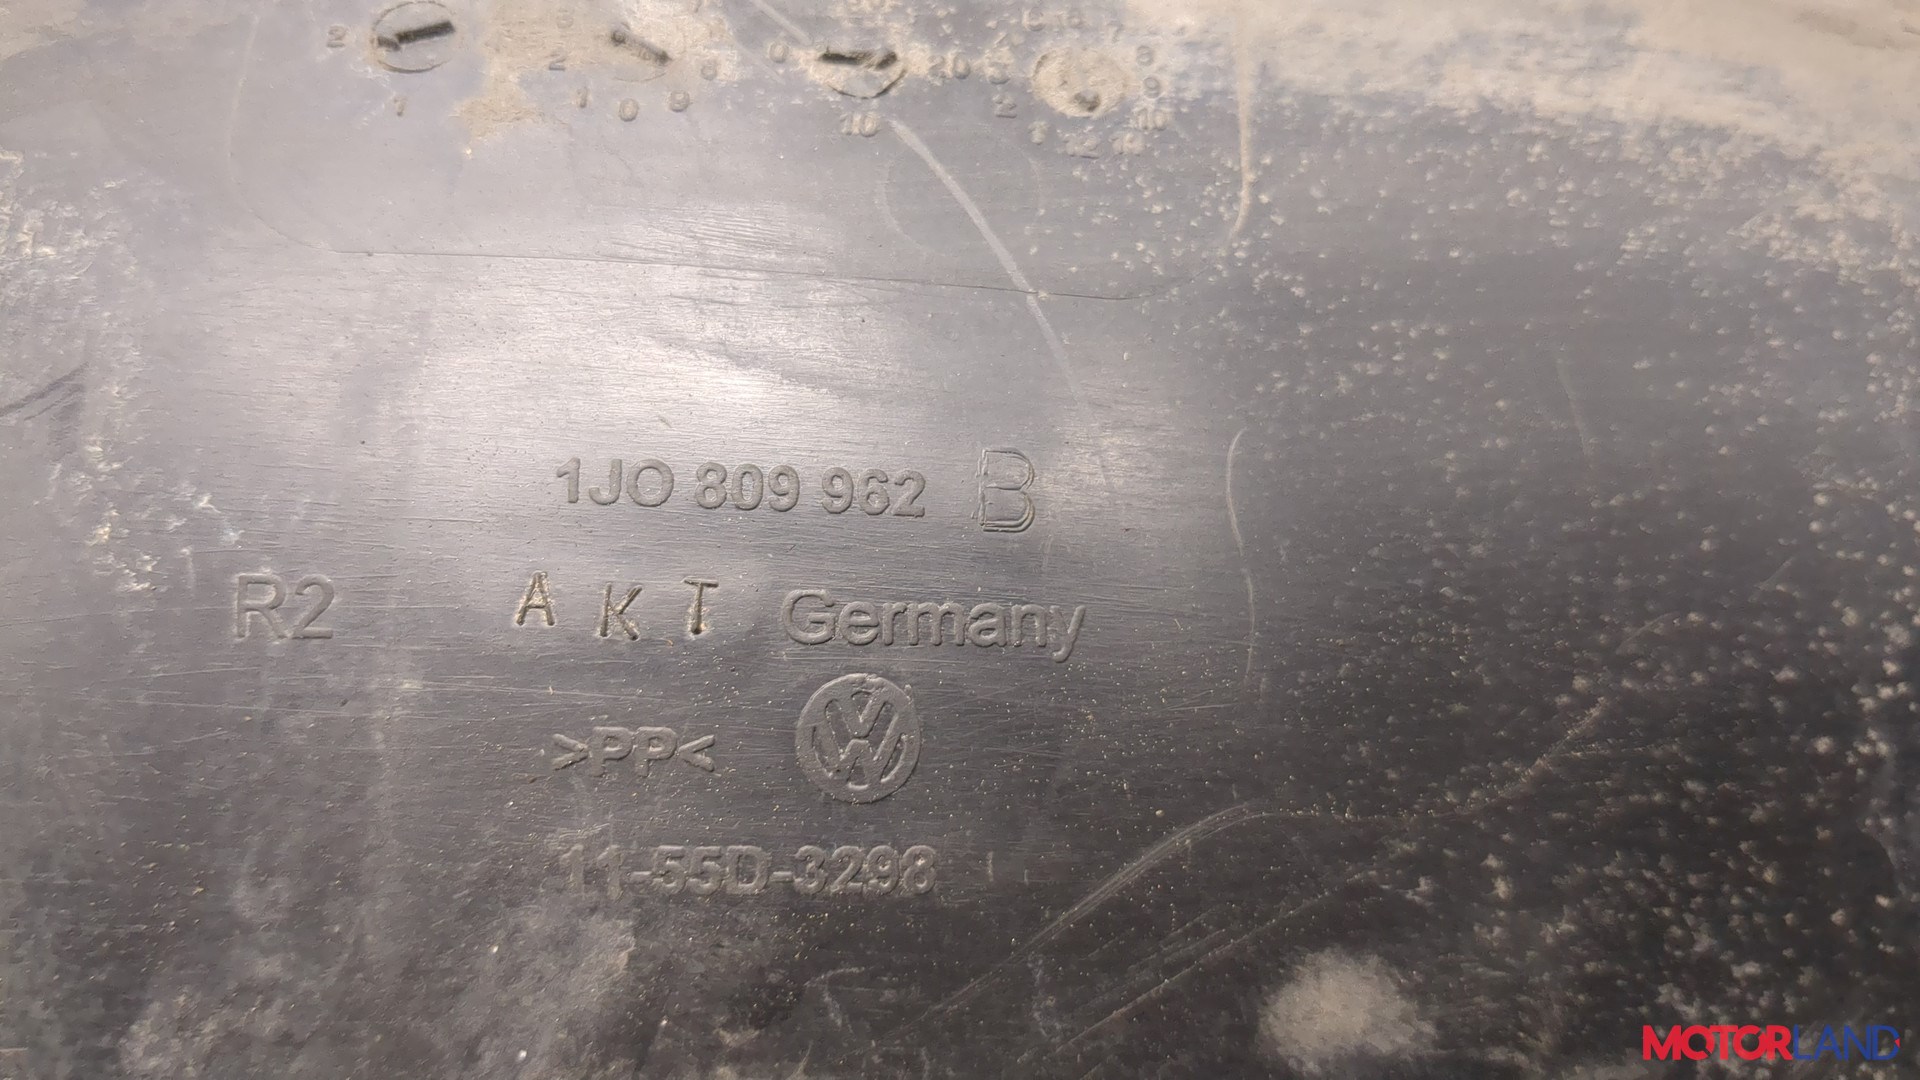 1JO 809 962 B
R2 A K T Germany
>PP<
11-55D-3298
MOTORLAND